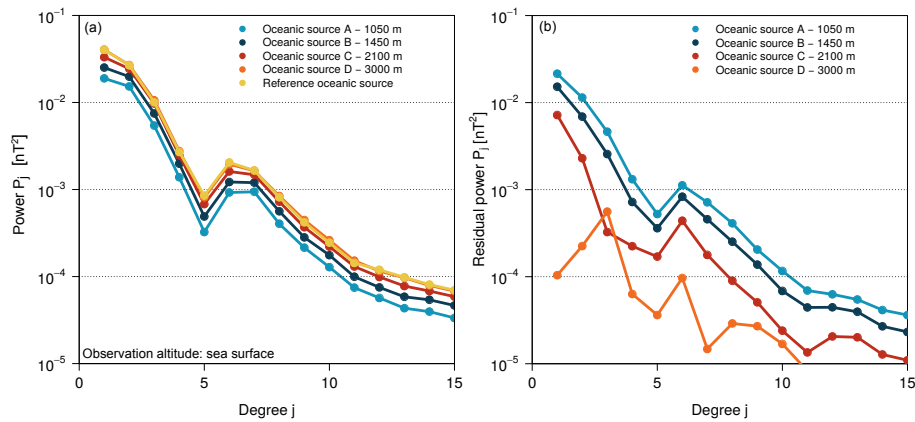 (a)
Oceanic source A – 1050 m
Oceanic source B – 1450 m
Oceanic source C – 2100 m
Oceanic source D – 3000 m
Reference oceanic source
Power Pj [nT²]
10⁻¹
10⁻²
10⁻³
10⁻⁴
10⁻⁵
Observation altitude: sea surface
0 5 10 15
Degree j
(b)
Oceanic source A – 1050 m
Oceanic source B – 1450 m
Oceanic source C – 2100 m
Oceanic source D – 3000 m
Residual power Pj [nT²]
10⁻¹
10⁻²
10⁻³
10⁻⁴
10⁻⁵
0 5 10 15
Degree j